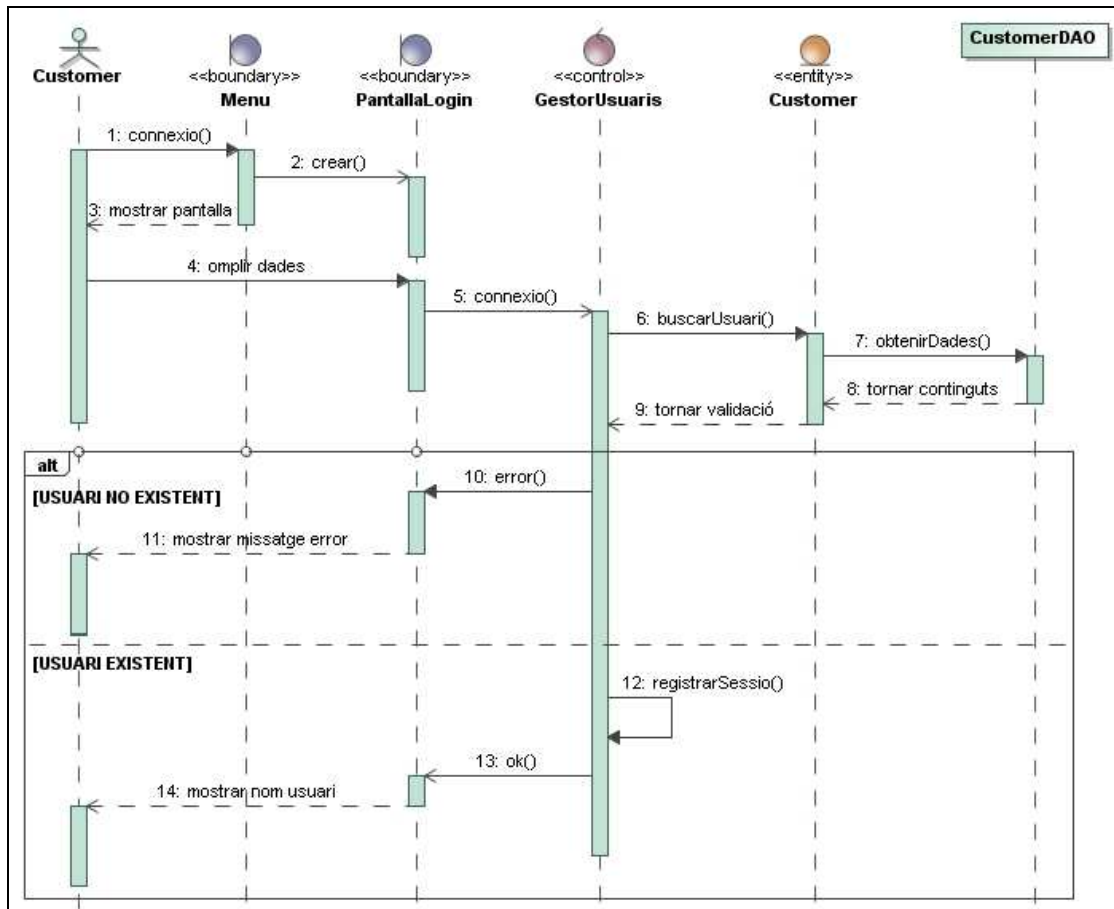 CustomerDAO
Customer
<<boundary>>
Menu
<<boundary>>
PantallaLogin
<<control>>
GestorUsuaris
<<entity>>
Customer
1: connexio()
2: crear()
3: mostrar pantalla
4: omplir dades
5: connexio()
6: buscarUsuari()
7: obtenirDades()
8: tornar continguts
9: tornar validació
alt
[USUARI NO EXISTENT]
10: error()
11: mostrar missatge error
[USUARI EXISTENT]
12: registrarSessio()
13: ok()
14: mostrar nom usuari